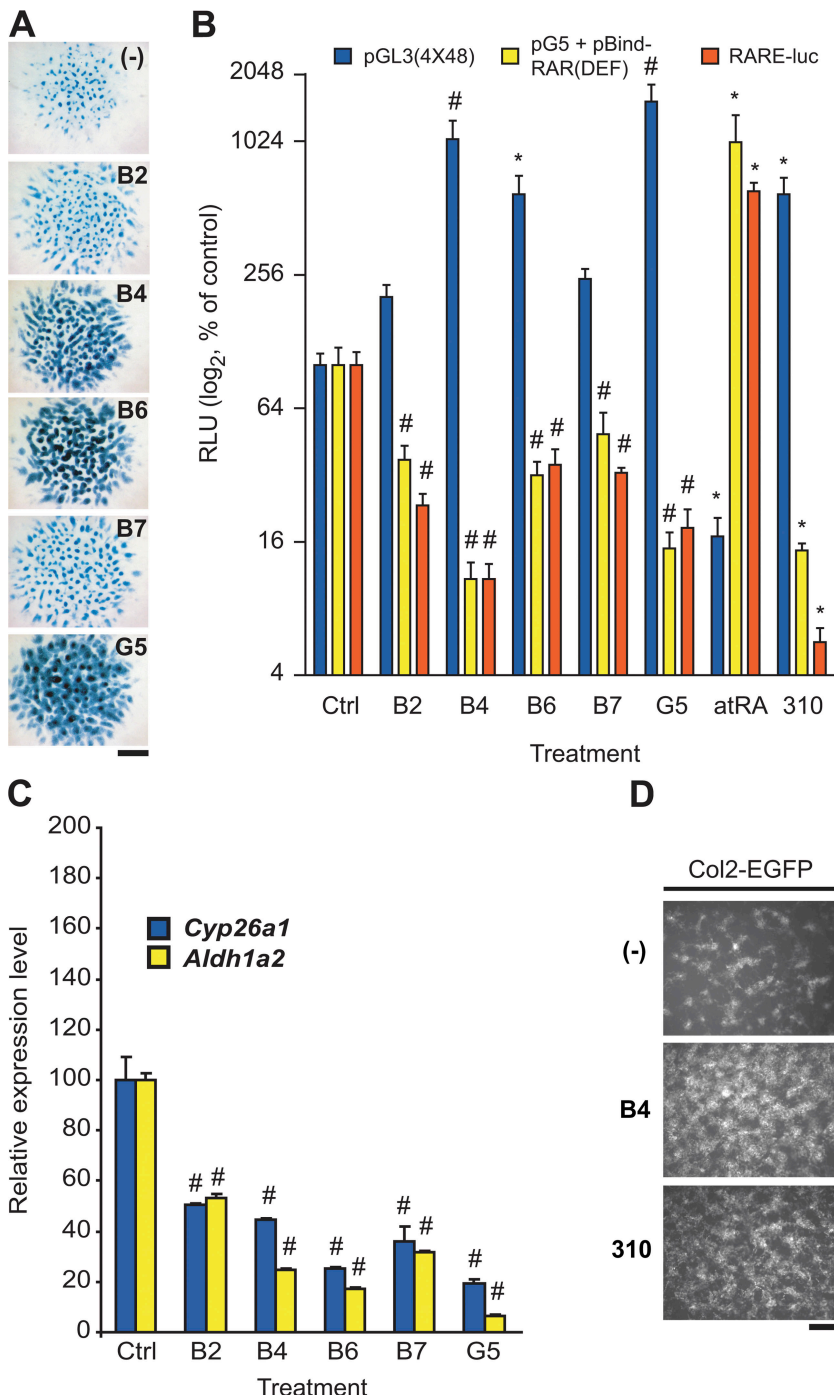 A
(-)
B2
B4
B6
B7
G5
B
pGL3(4X48)
pG5 + pBind-
RAR(DEF)
RARE-luc
RLU (log2, % of control)
2048
1024
256
64
16
4
# * # * * *
# # # # # #
## # # * *
Ctrl B2 B4 B6 B7 G5 atRA 310
Treatment
C
Relative expression level
200
180
160
140
120
100
80
60
40
20
0
Cyp26a1
Aldh1a2
# # # # # # # # # #
Ctrl B2 B4 B6 B7 G5
Treatment
D
Col2-EGFP
(-)
B4
310